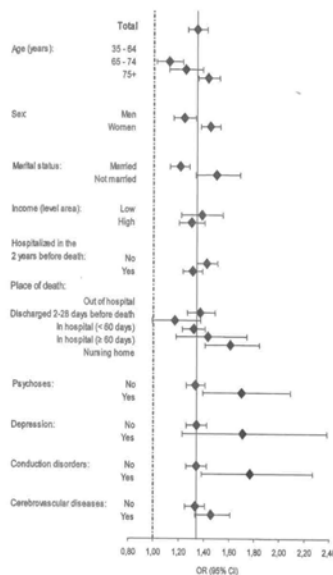 Total
Age (years):
35 - 64
65 - 74
75+
Sex:
Men
Women
Marital status:
Married
Not married
Income (level area):
Low
High
Hospitalized in the
2 years before death:
No
Yes
Place of death:
Out of hospital
Discharged 2-28 days before death
In hospital (< 60 days)
In hospital (≥ 60 days)
Nursing home
Psychoses:
No
Yes
Depression:
No
Yes
Conduction disorders:
No
Yes
Cerebrovascular diseases:
No
Yes
0,80 1,00 1,20 1,40 1,60 1,80 2,00 2,20 2,40
OR (95% CI)